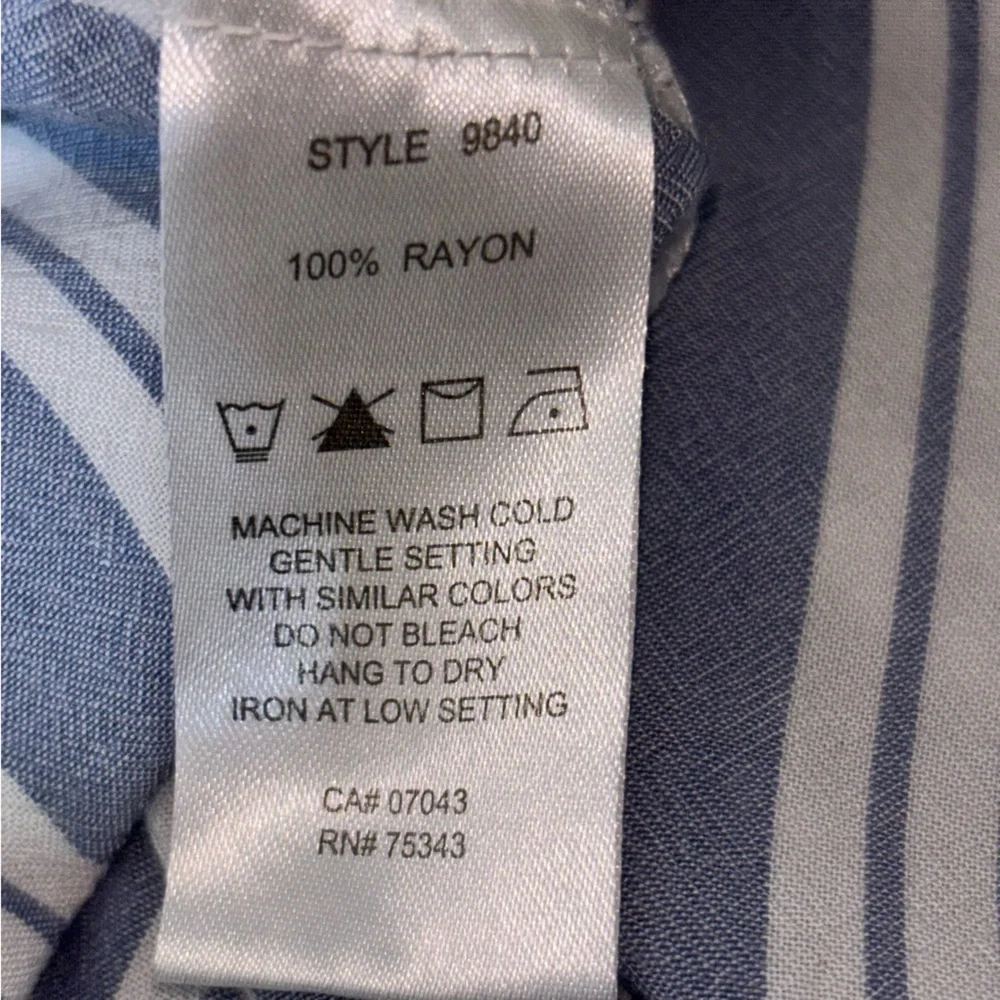 STYLE 9840
100% RAYON
MACHINE WASH COLD
GENTLE SETTING
WITH SIMILAR COLORS
DO NOT BLEACH
HANG TO DRY
IRON AT LOW SETTING
CA# 07043
RN# 75343